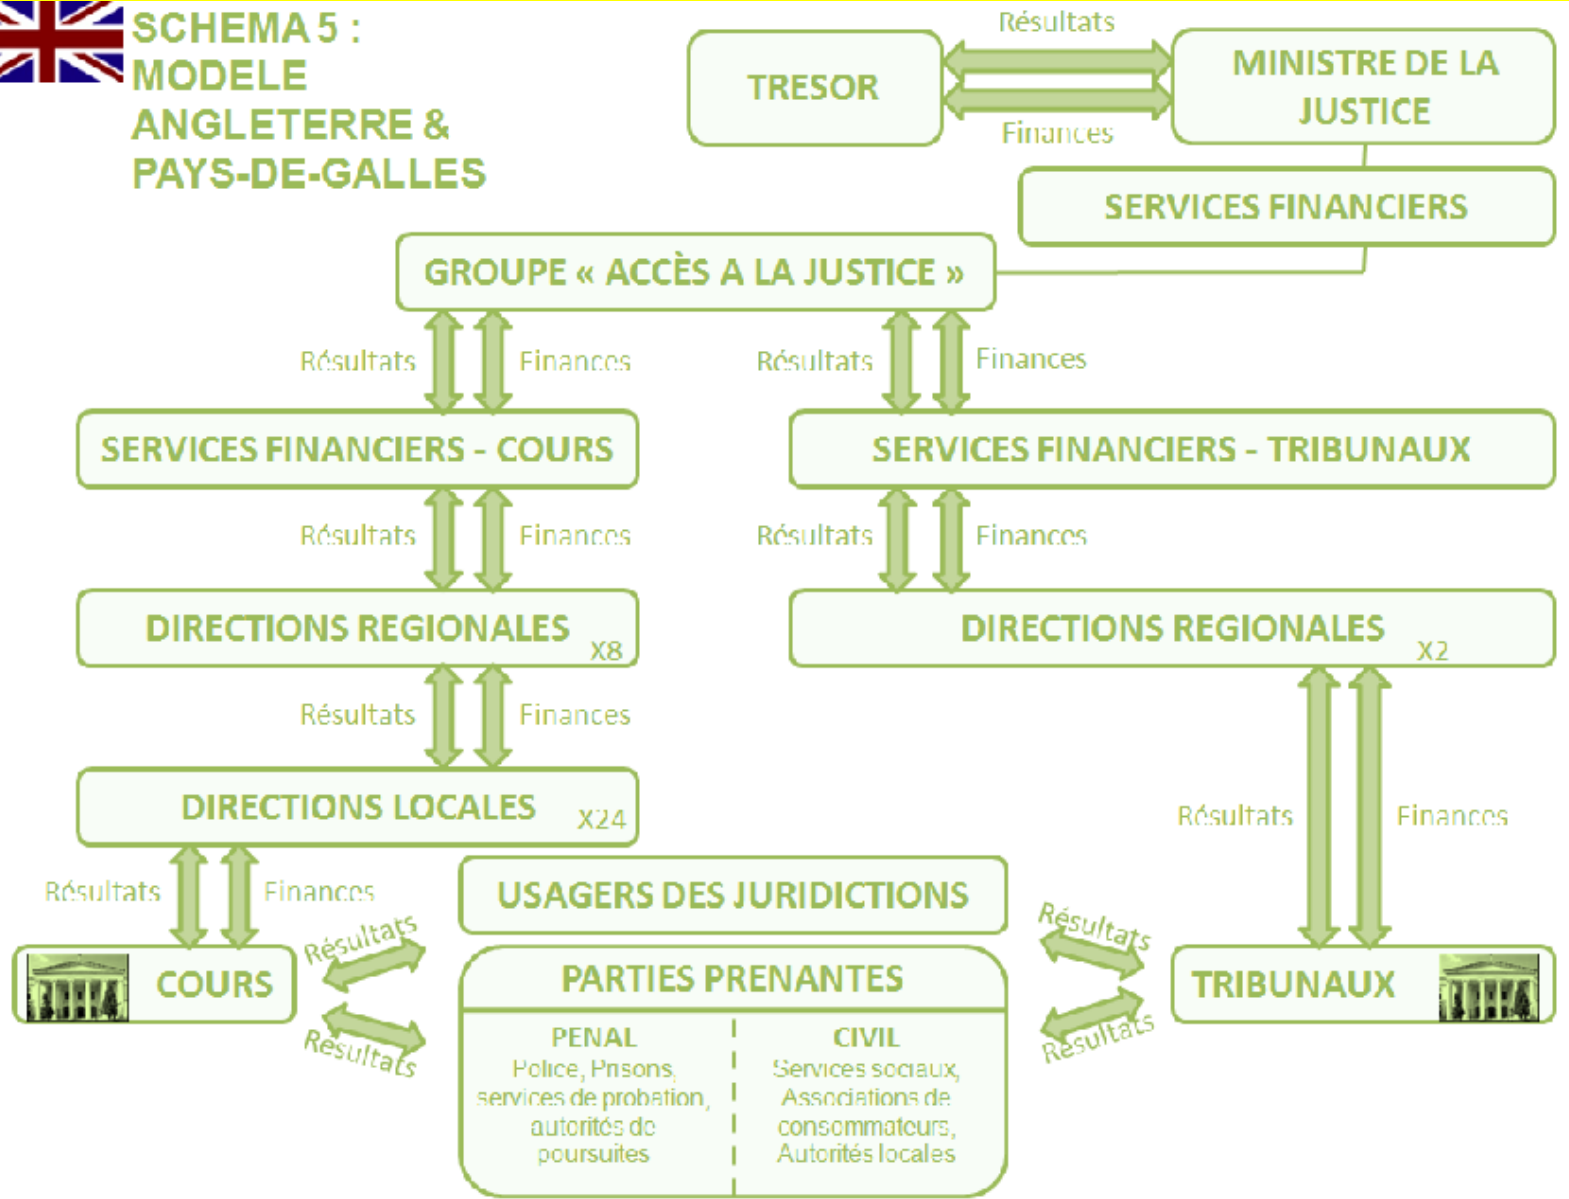 SCHEMA 5 :
MODELE
ANGLETERRE &
PAYS-DE-GALLES
Résultats
TRESOR
MINISTRE DE LA
JUSTICE
Finances
SERVICES FINANCIERS
GROUPE « ACCÈS A LA JUSTICE »
Résultats Finances Résultats Finances
SERVICES FINANCIERS - COURS SERVICES FINANCIERS - TRIBUNAUX
Résultats Finances Résultats Finances
DIRECTIONS REGIONALES X8 DIRECTIONS REGIONALES X2
Résultats Finances
DIRECTIONS LOCALES X24
Résultats Finances
Résultats Finances
USAGERS DES JURIDICTIONS
Résultats Résultats
COURS
TRIBUNAUX
Résultats Résultats
PARTIES PRENANTES
PENAL
Police, Prisons,
services de probation,
autorités de
poursuites
CIVIL
Services sociaux,
Associations de
consommateurs,
Autorités locales